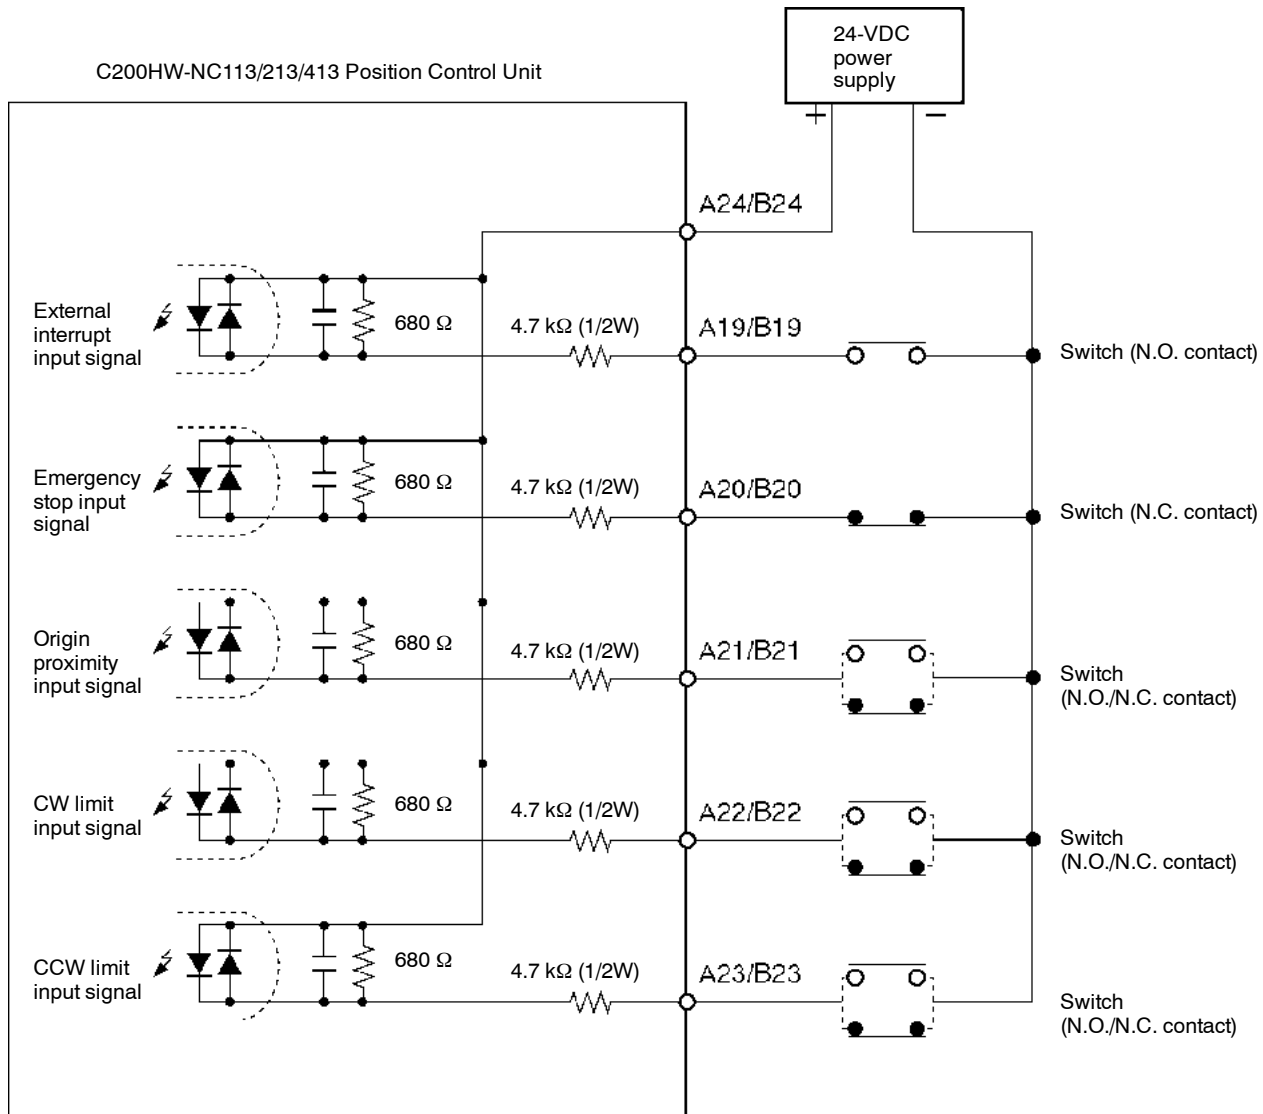 24-VDC
power
supply
C200HW-NC113/213/413 Position Control Unit
+ −
A24/B24
External
interrupt
input signal
680 Ω
4.7 kΩ (1/2W)
A19/B19
Switch (N.O. contact)
Emergency
stop input
signal
680 Ω
4.7 kΩ (1/2W)
A20/B20
Switch (N.C. contact)
Origin
proximity
input signal
680 Ω
4.7 kΩ (1/2W)
A21/B21
Switch
(N.O./N.C. contact)
CW limit
input signal
680 Ω
4.7 kΩ (1/2W)
A22/B22
Switch
(N.O./N.C. contact)
CCW limit
input signal
680 Ω
4.7 kΩ (1/2W)
A23/B23
Switch
(N.O./N.C. contact)